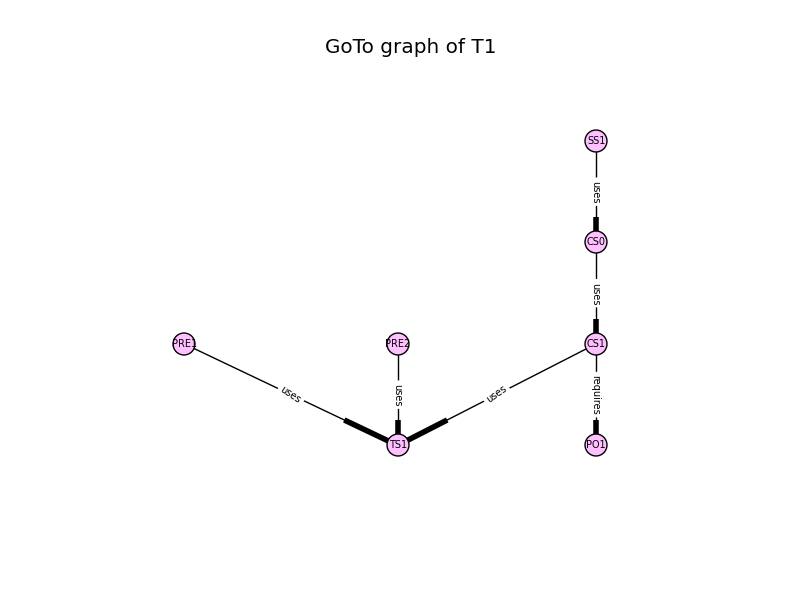 GoTo graph of T1
SS1
uses
CS0
uses
PRE1
PRE2
CS1
uses
uses
uses
requires
TS1
PO1